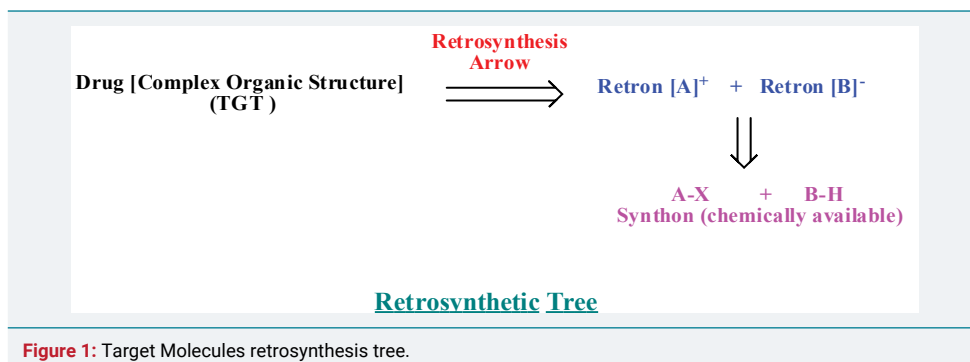 Retrosynthesis
Arrow
Drug [Complex Organic Structure]
(TGT )
Retron [A]+ + Retron [B]-
A-X + B-H
Synthon (chemically available)
Retrosynthetic Tree
Figure 1: Target Molecules retrosynthesis tree.